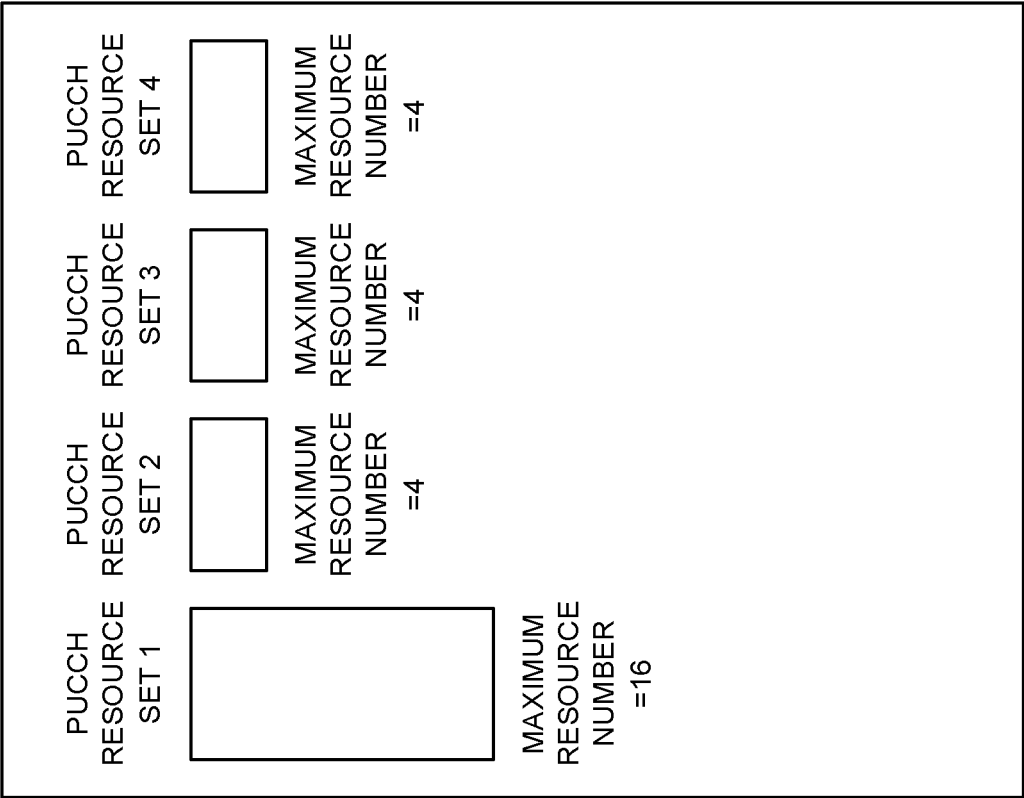 PUCCH
RESOURCE
SET 1
MAXIMUM
RESOURCE
NUMBER
=16
PUCCH
RESOURCE
SET 2
MAXIMUM
RESOURCE
NUMBER
=4
PUCCH
RESOURCE
SET 3
MAXIMUM
RESOURCE
NUMBER
=4
PUCCH
RESOURCE
SET 4
MAXIMUM
RESOURCE
NUMBER
=4